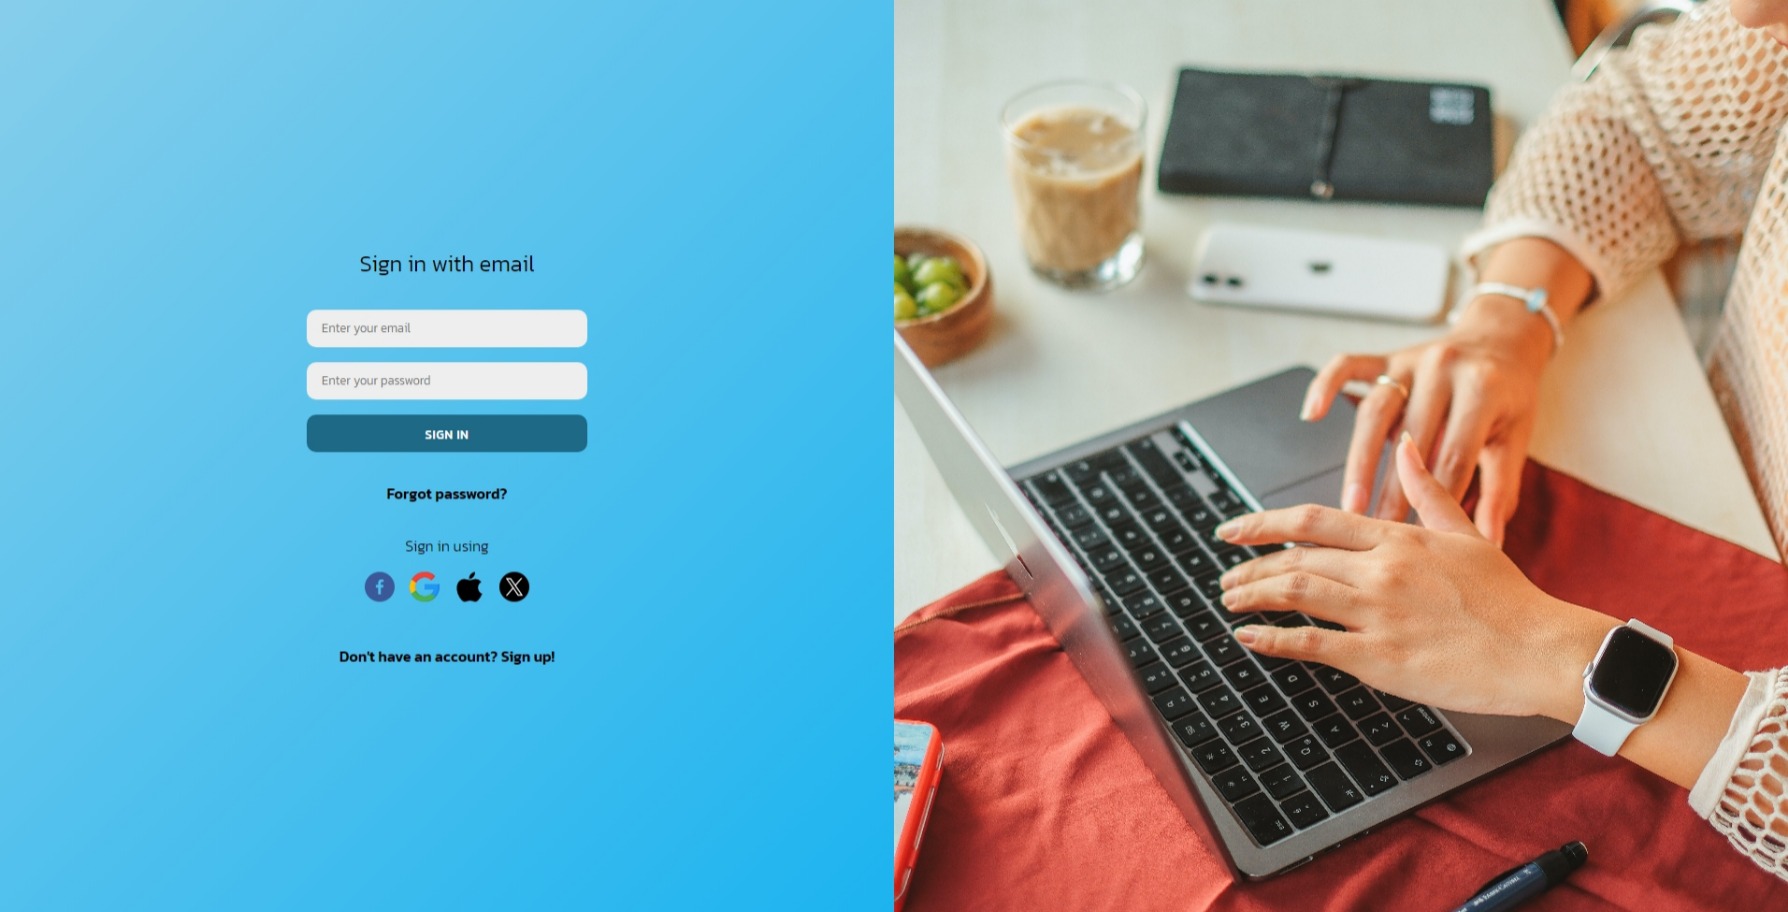 Sign in with email
Enter your email
Enter your password
SIGN IN
Forgot password?
Sign in using
Don't have an account? Sign up!